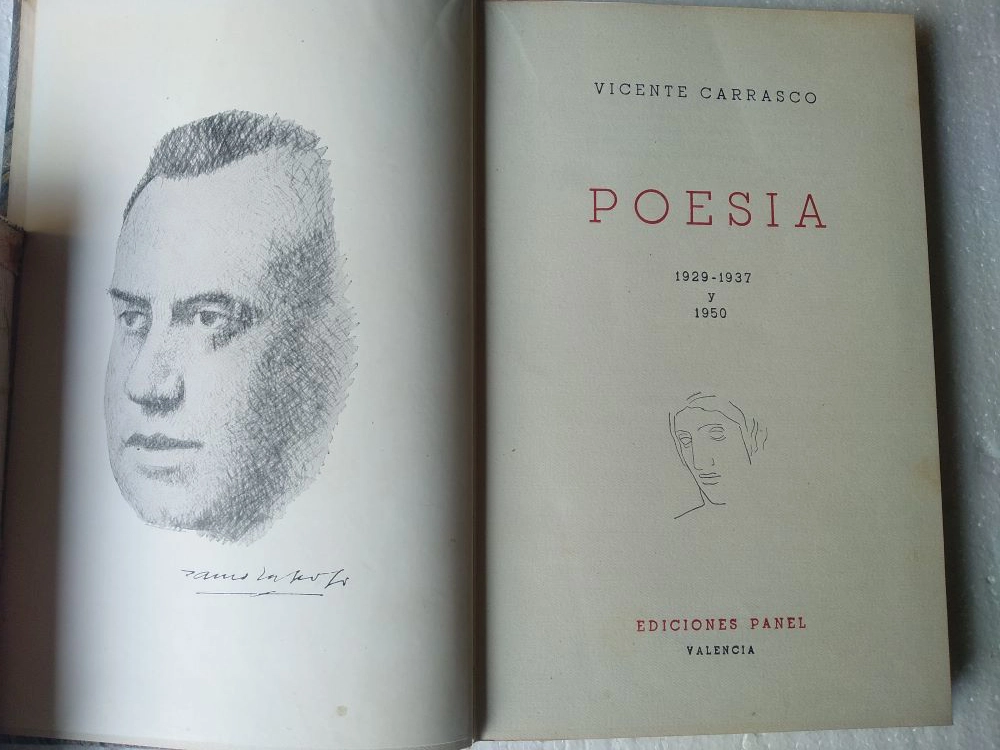 VICENTE CARRASCO
POESIA
1929-1937
y
1950
EDICIONES PANEL
VALENCIA